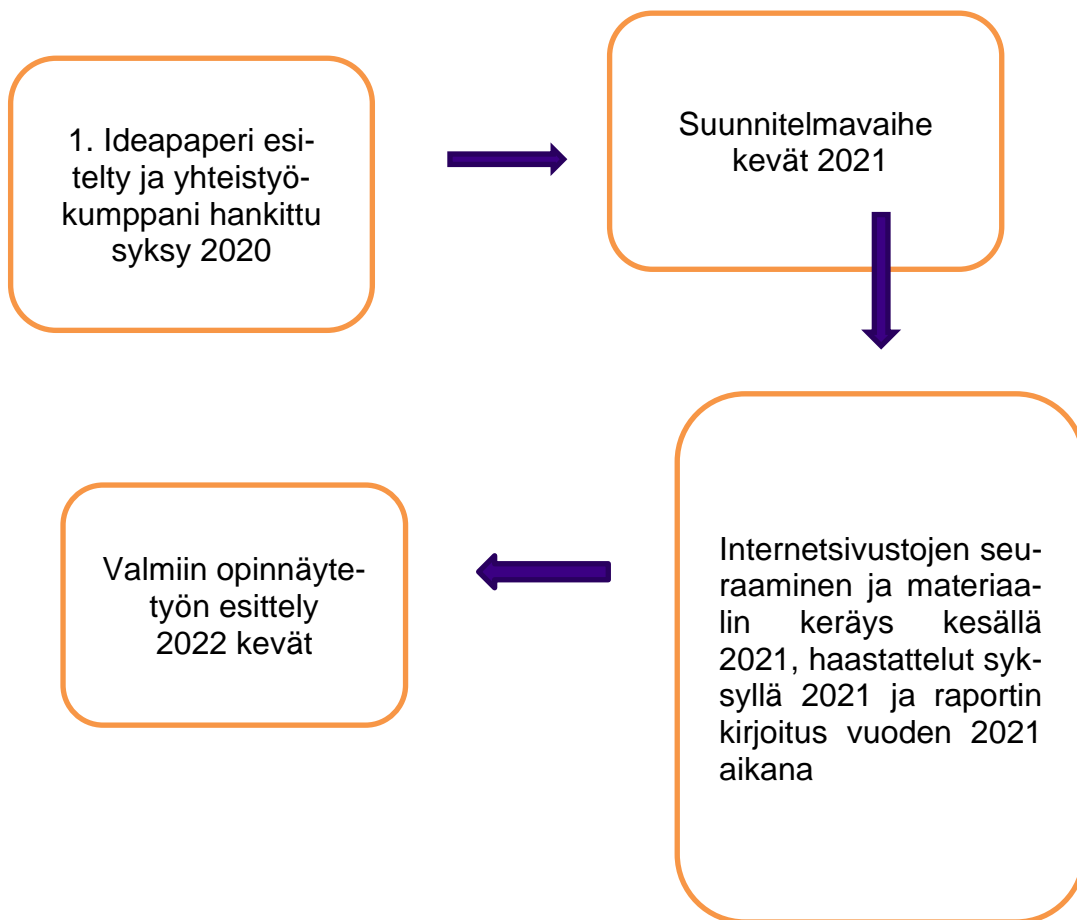 1. Ideapaperi esi-
telty ja yhteistyö-
kumppani hankittu
syksy 2020
Suunnitelmavaihe
kevät 2021
Internetsivustojen seu-
raaminen ja materiaa-
lin keräys kesällä
2021, haastattelut syk-
syllä 2021 ja raportin
kirjoitus vuoden 2021
aikana
Valmiin opinnäyte-
työn esittely
2022 kevät